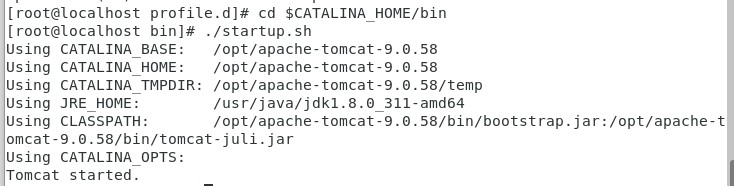 [root@localhost profile.d]# cd $CATALINA_HOME/bin
[root@localhost bin]# ./startup.sh
Using CATALINA_BASE:   /opt/apache-tomcat-9.0.58
Using CATALINA_HOME:   /opt/apache-tomcat-9.0.58
Using CATALINA_TMPDIR: /opt/apache-tomcat-9.0.58/temp
Using JRE_HOME:        /usr/java/jdk1.8.0_311-amd64
Using CLASSPATH:       /opt/apache-tomcat-9.0.58/bin/bootstrap.jar:/opt/apache-t
omcat-9.0.58/bin/tomcat-juli.jar
Using CATALINA_OPTS:
Tomcat started.